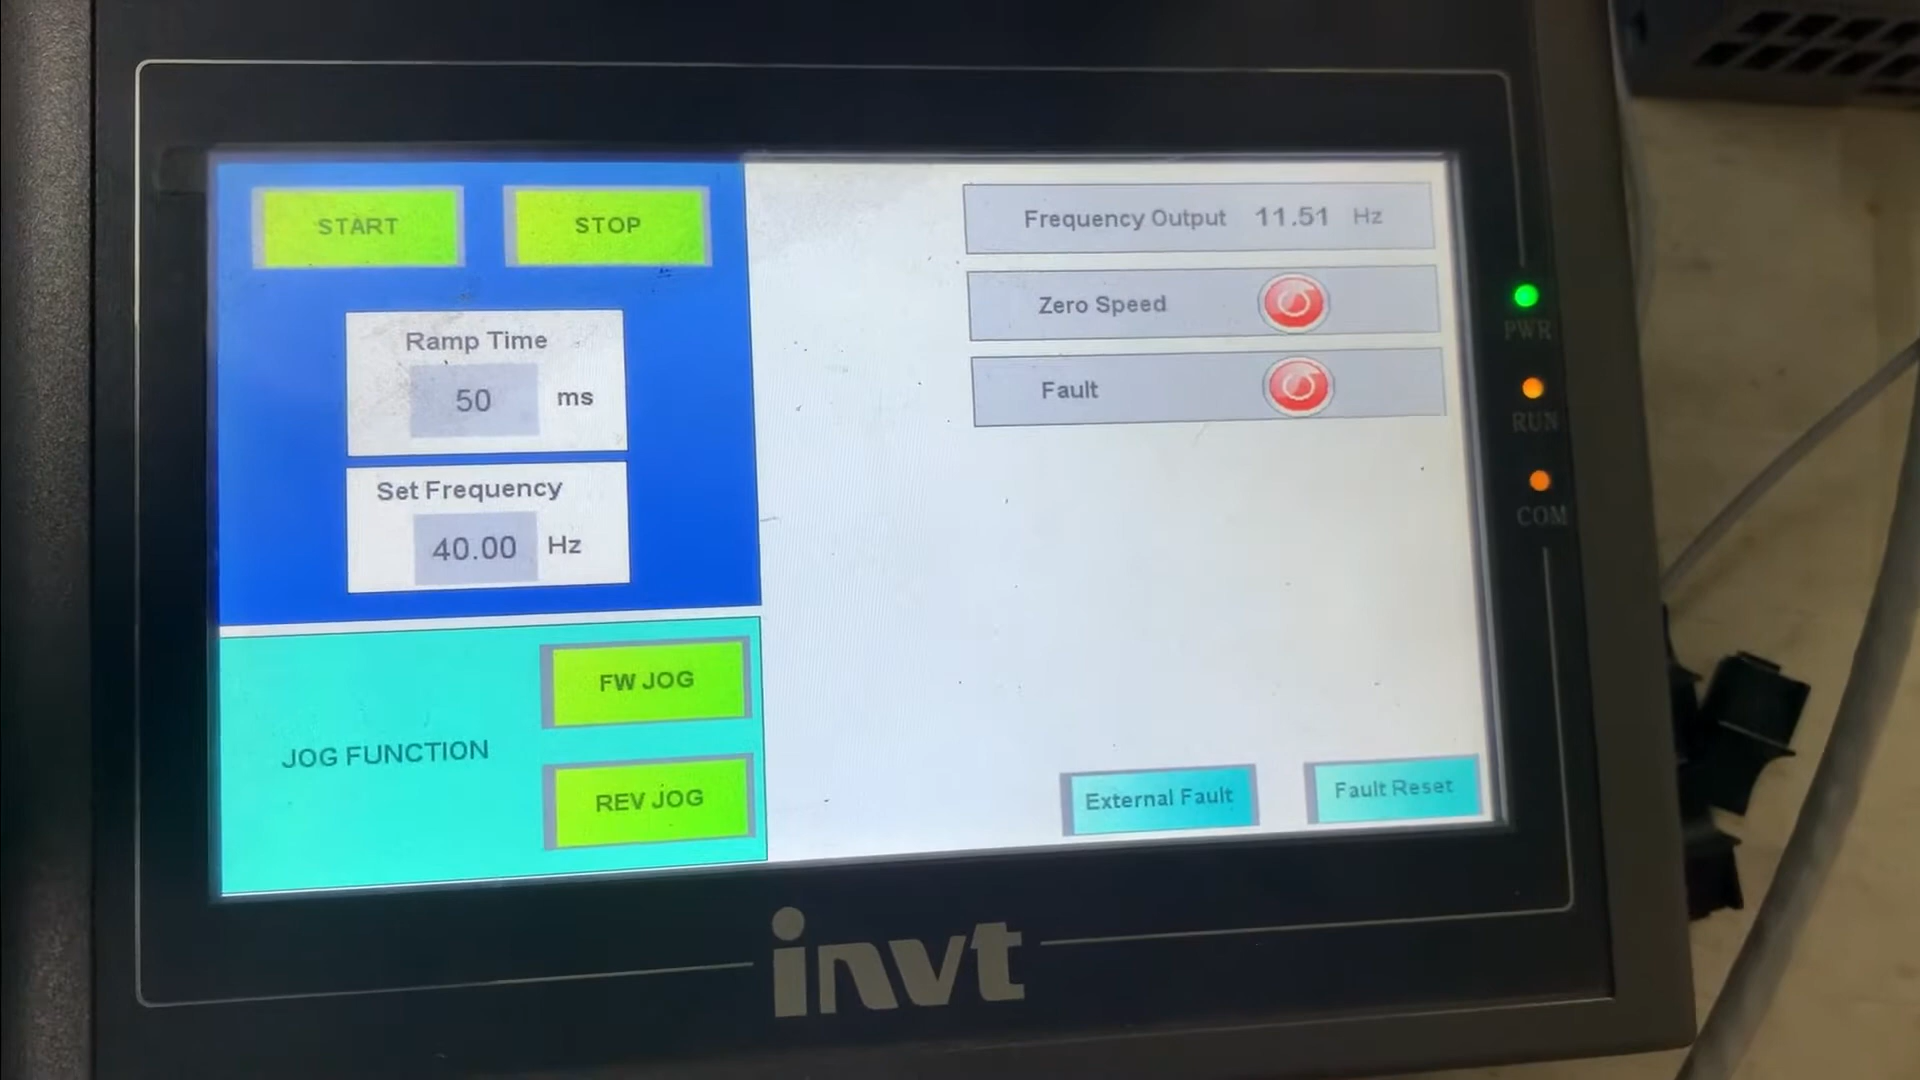 START
STOP
Ramp Time
50 ms
Set Frequency
40.00 Hz
JOG FUNCTION
FW JOG
REV JOG
Frequency Output 11.51 Hz
Zero Speed
Fault
External Fault
Fault Reset
PWR
RUN
COM
invt